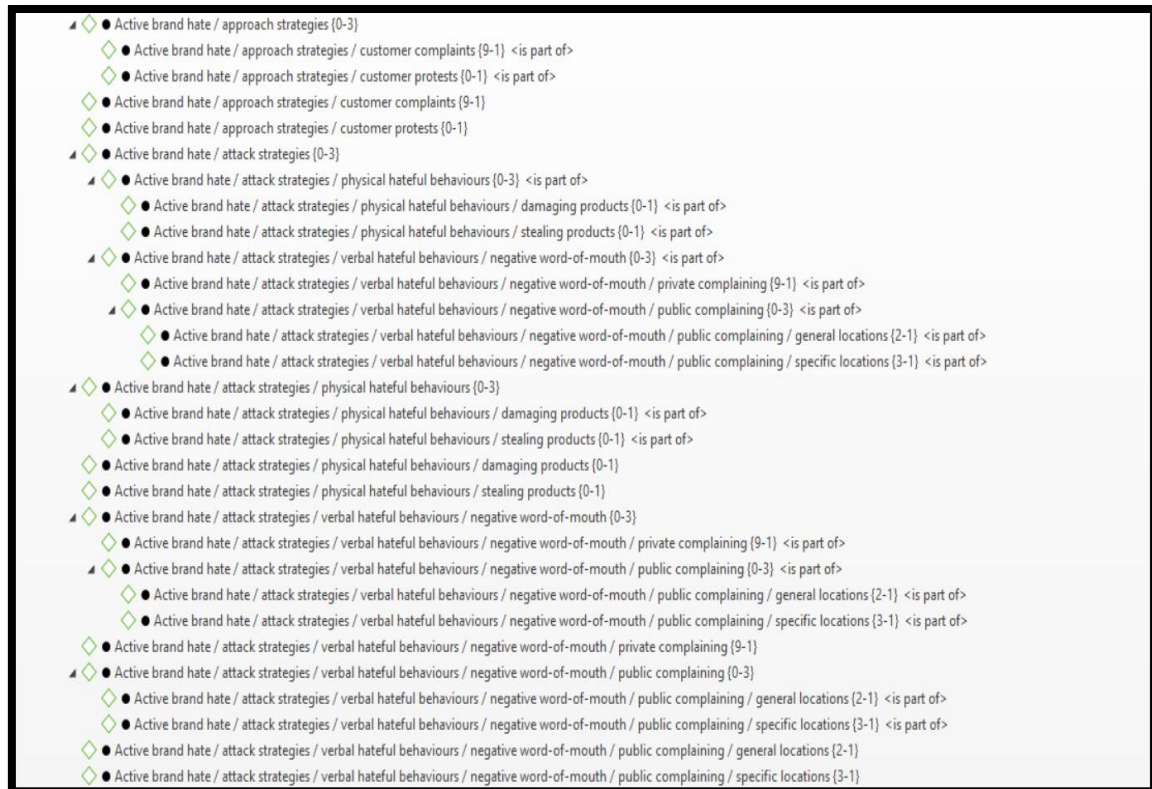 Active brand hate / approach strategies {0-3}
Active brand hate / approach strategies / customer complaints {9-1} <is part of>
Active brand hate / approach strategies / customer protests {0-1} <is part of>
Active brand hate / approach strategies / customer complaints {9-1}
Active brand hate / approach strategies / customer protests {0-1}
Active brand hate / attack strategies {0-3}
Active brand hate / attack strategies / physical hateful behaviours {0-3} <is part of>
Active brand hate / attack strategies / physical hateful behaviours / damaging products {0-1} <is part of>
Active brand hate / attack strategies / physical hateful behaviours / stealing products {0-1} <is part of>
Active brand hate / attack strategies / verbal hateful behaviours / negative word-of-mouth {0-3} <is part of>
Active brand hate / attack strategies / verbal hateful behaviours / negative word-of-mouth / private complaining {9-1} <is part of>
Active brand hate / attack strategies / verbal hateful behaviours / negative word-of-mouth / public complaining {0-3} <is part of>
Active brand hate / attack strategies / verbal hateful behaviours / negative word-of-mouth / public complaining / general locations {2-1} <is part of>
Active brand hate / attack strategies / verbal hateful behaviours / negative word-of-mouth / public complaining / specific locations {3-1} <is part of>
Active brand hate / attack strategies / physical hateful behaviours {0-3}
Active brand hate / attack strategies / physical hateful behaviours / damaging products {0-1} <is part of>
Active brand hate / attack strategies / physical hateful behaviours / stealing products {0-1} <is part of>
Active brand hate / attack strategies / physical hateful behaviours / damaging products {0-1}
Active brand hate / attack strategies / physical hateful behaviours / stealing products {0-1}
Active brand hate / attack strategies / verbal hateful behaviours / negative word-of-mouth {0-3}
Active brand hate / attack strategies / verbal hateful behaviours / negative word-of-mouth / private complaining {9-1} <is part of>
Active brand hate / attack strategies / verbal hateful behaviours / negative word-of-mouth / public complaining {0-3} <is part of>
Active brand hate / attack strategies / verbal hateful behaviours / negative word-of-mouth / public complaining / general locations {2-1} <is part of>
Active brand hate / attack strategies / verbal hateful behaviours / negative word-of-mouth / public complaining / specific locations {3-1} <is part of>
Active brand hate / attack strategies / verbal hateful behaviours / negative word-of-mouth / private complaining {9-1}
Active brand hate / attack strategies / verbal hateful behaviours / negative word-of-mouth / public complaining {0-3}
Active brand hate / attack strategies / verbal hateful behaviours / negative word-of-mouth / public complaining / general locations {2-1} <is part of>
Active brand hate / attack strategies / verbal hateful behaviours / negative word-of-mouth / public complaining / specific locations {3-1} <is part of>
Active brand hate / attack strategies / verbal hateful behaviours / negative word-of-mouth / public complaining / general locations {2-1}
Active brand hate / attack strategies / verbal hateful behaviours / negative word-of-mouth / public complaining / specific locations {3-1}